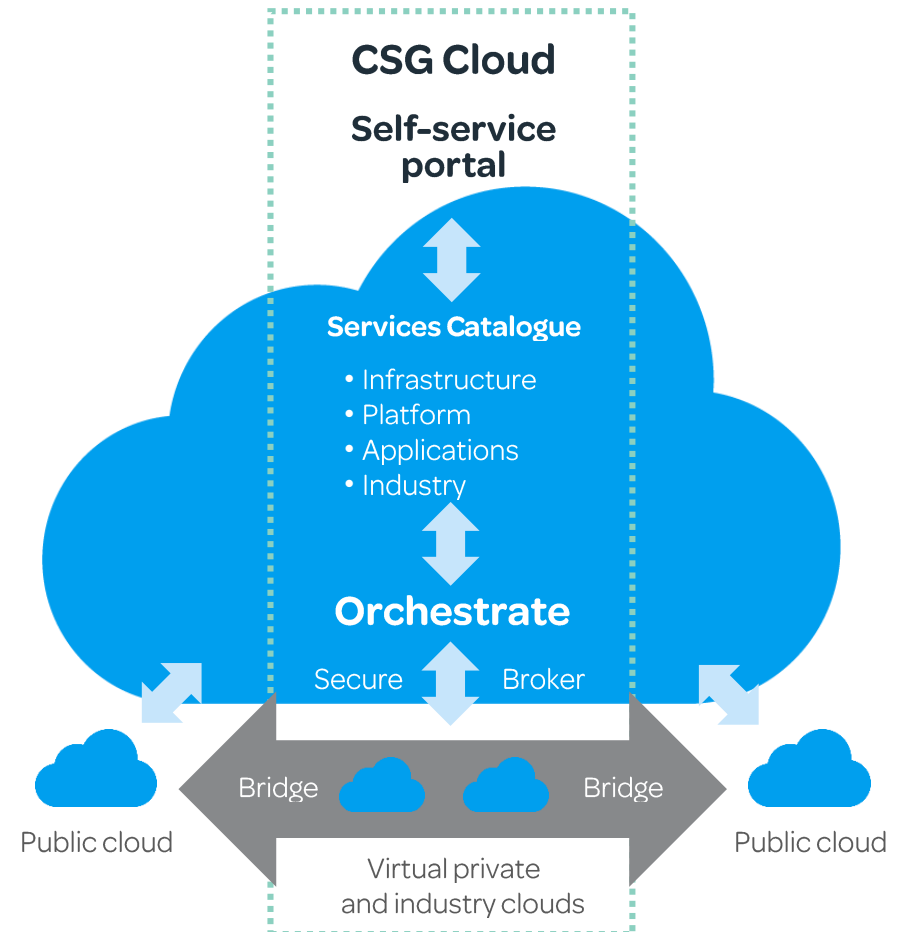 CSG Cloud
Self-service
portal
Services Catalogue
• Infrastructure
• Platform
• Applications
• Industry
Orchestrate
Secure
Broker
Bridge
Bridge
Public cloud
Public cloud
Virtual private
and industry clouds